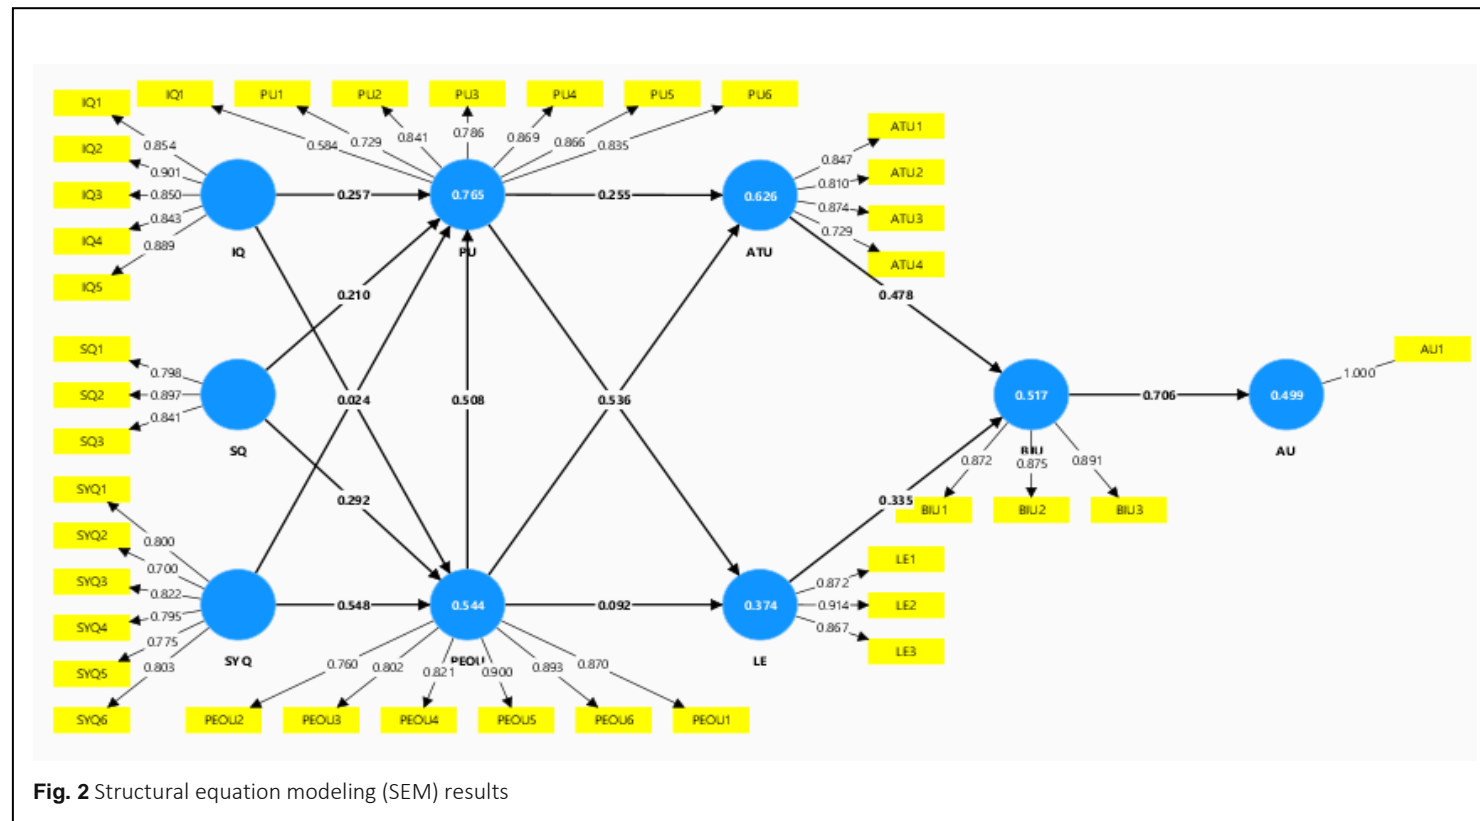 IQ1 PU1 PU2 PU3 PU4 PU5 PU6
IQ1
ATU1
0.584 0.729 0.841 0.786 0.869 0.866 0.835
0.854
IQ2
0.901
0.847
ATU2
0.810
IQ3
0.850
0.257
0.765
0.255
0.626
0.874
ATU3
0.843
0.729
IQ4
0.889
IQ
PU
ATU
ATU4
IQ5
0.210
0.478
SQ1
0.798
AU1
1.000
SQ2
0.897
0.024
0.508
0.536
0.517
0.706
0.499
0.841
SQ3
SQ
BIU
AU
0.872 0.875 0.891
SYQ1
0.292
0.335
BIU1 BIU2 BIU3
SYQ2
0.800
LE1
0.700
0.872
SYQ3
0.822
0.548
0.544
0.092
0.374
0.914
LE2
SYQ4
0.795
0.867
0.775
LE3
SYQ5
0.803
SYQ
PEOU
LE
0.760 0.802 0.821 0.900 0.893 0.870
SYQ6
PEOU2 PEOU3 PEOU4 PEOU5 PEOU6 PEOU1
Fig. 2 Structural equation modeling (SEM) results